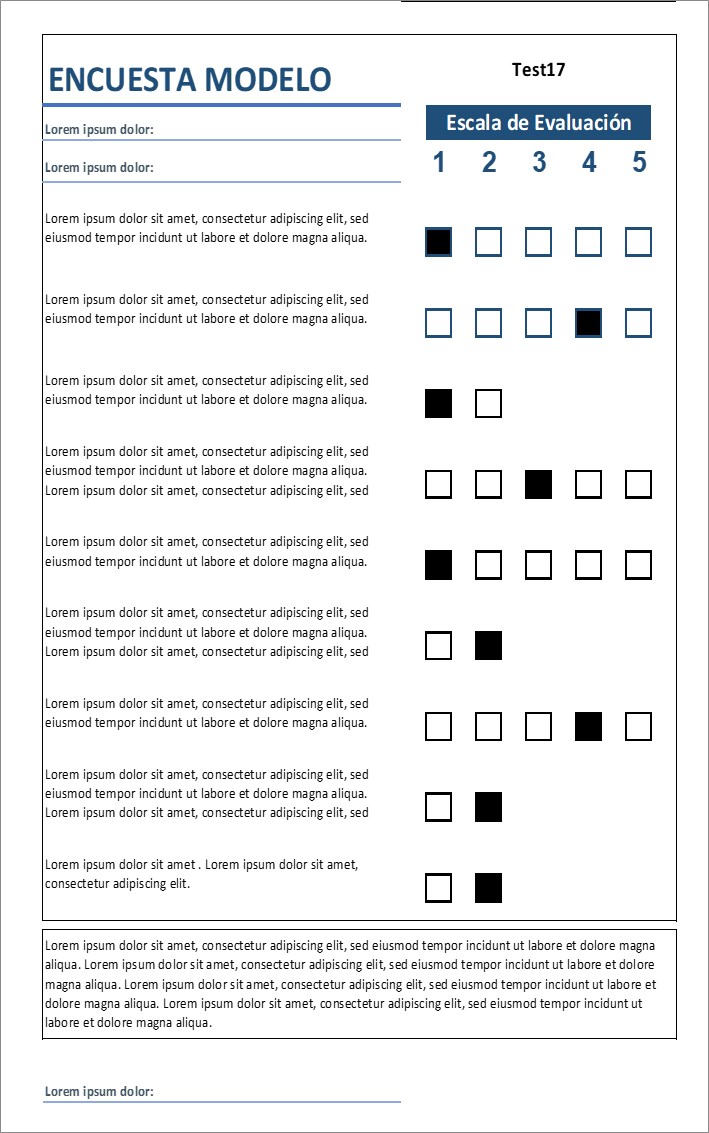 ENCUESTA MODELO
Test17
Escala de Evaluación
1 2 3 4 5
Lorem ipsum dolor:
Lorem ipsum dolor:
Lorem ipsum dolor sit amet, consectetur adipiscing elit, sed
eiusmod tempor incidunt ut labore et dolore magna aliqua.
Lorem ipsum dolor sit amet, consectetur adipiscing elit, sed
eiusmod tempor incidunt ut labore et dolore magna aliqua.
Lorem ipsum dolor sit amet, consectetur adipiscing elit, sed
eiusmod tempor incidunt ut labore et dolore magna aliqua.
Lorem ipsum dolor sit amet, consectetur adipiscing elit, sed
eiusmod tempor incidunt ut labore et dolore magna aliqua.
Lorem ipsum dolor sit amet, consectetur adipiscing elit, sed
Lorem ipsum dolor sit amet, consectetur adipiscing elit, sed
eiusmod tempor incidunt ut labore et dolore magna aliqua.
Lorem ipsum dolor sit amet, consectetur adipiscing elit, sed
eiusmod tempor incidunt ut labore et dolore magna aliqua.
Lorem ipsum dolor sit amet, consectetur adipiscing elit, sed
Lorem ipsum dolor sit amet, consectetur adipiscing elit, sed
eiusmod tempor incidunt ut labore et dolore magna aliqua.
Lorem ipsum dolor sit amet, consectetur adipiscing elit, sed
eiusmod tempor incidunt ut labore et dolore magna aliqua.
Lorem ipsum dolor sit amet, consectetur adipiscing elit, sed
Lorem ipsum dolor sit amet . Lorem ipsum dolor sit amet,
consectetur adipiscing elit.
Lorem ipsum dolor sit amet, consectetur adipiscing elit, sed eiusmod tempor incidunt ut labore et dolore magna
aliqua. Lorem ipsum dolor sit amet, consectetur adipiscing elit, sed eiusmod tempor incidunt ut labore et dolore
magna aliqua. Lorem ipsum dolor sit amet, consectetur adipiscing elit, sed eiusmod tempor incidunt ut labore et
dolore magna aliqua. Lorem ipsum dolor sit amet, consectetur adipiscing elit, sed eiusmod tempor incidunt ut
labore et dolore magna aliqua.
Lorem ipsum dolor: